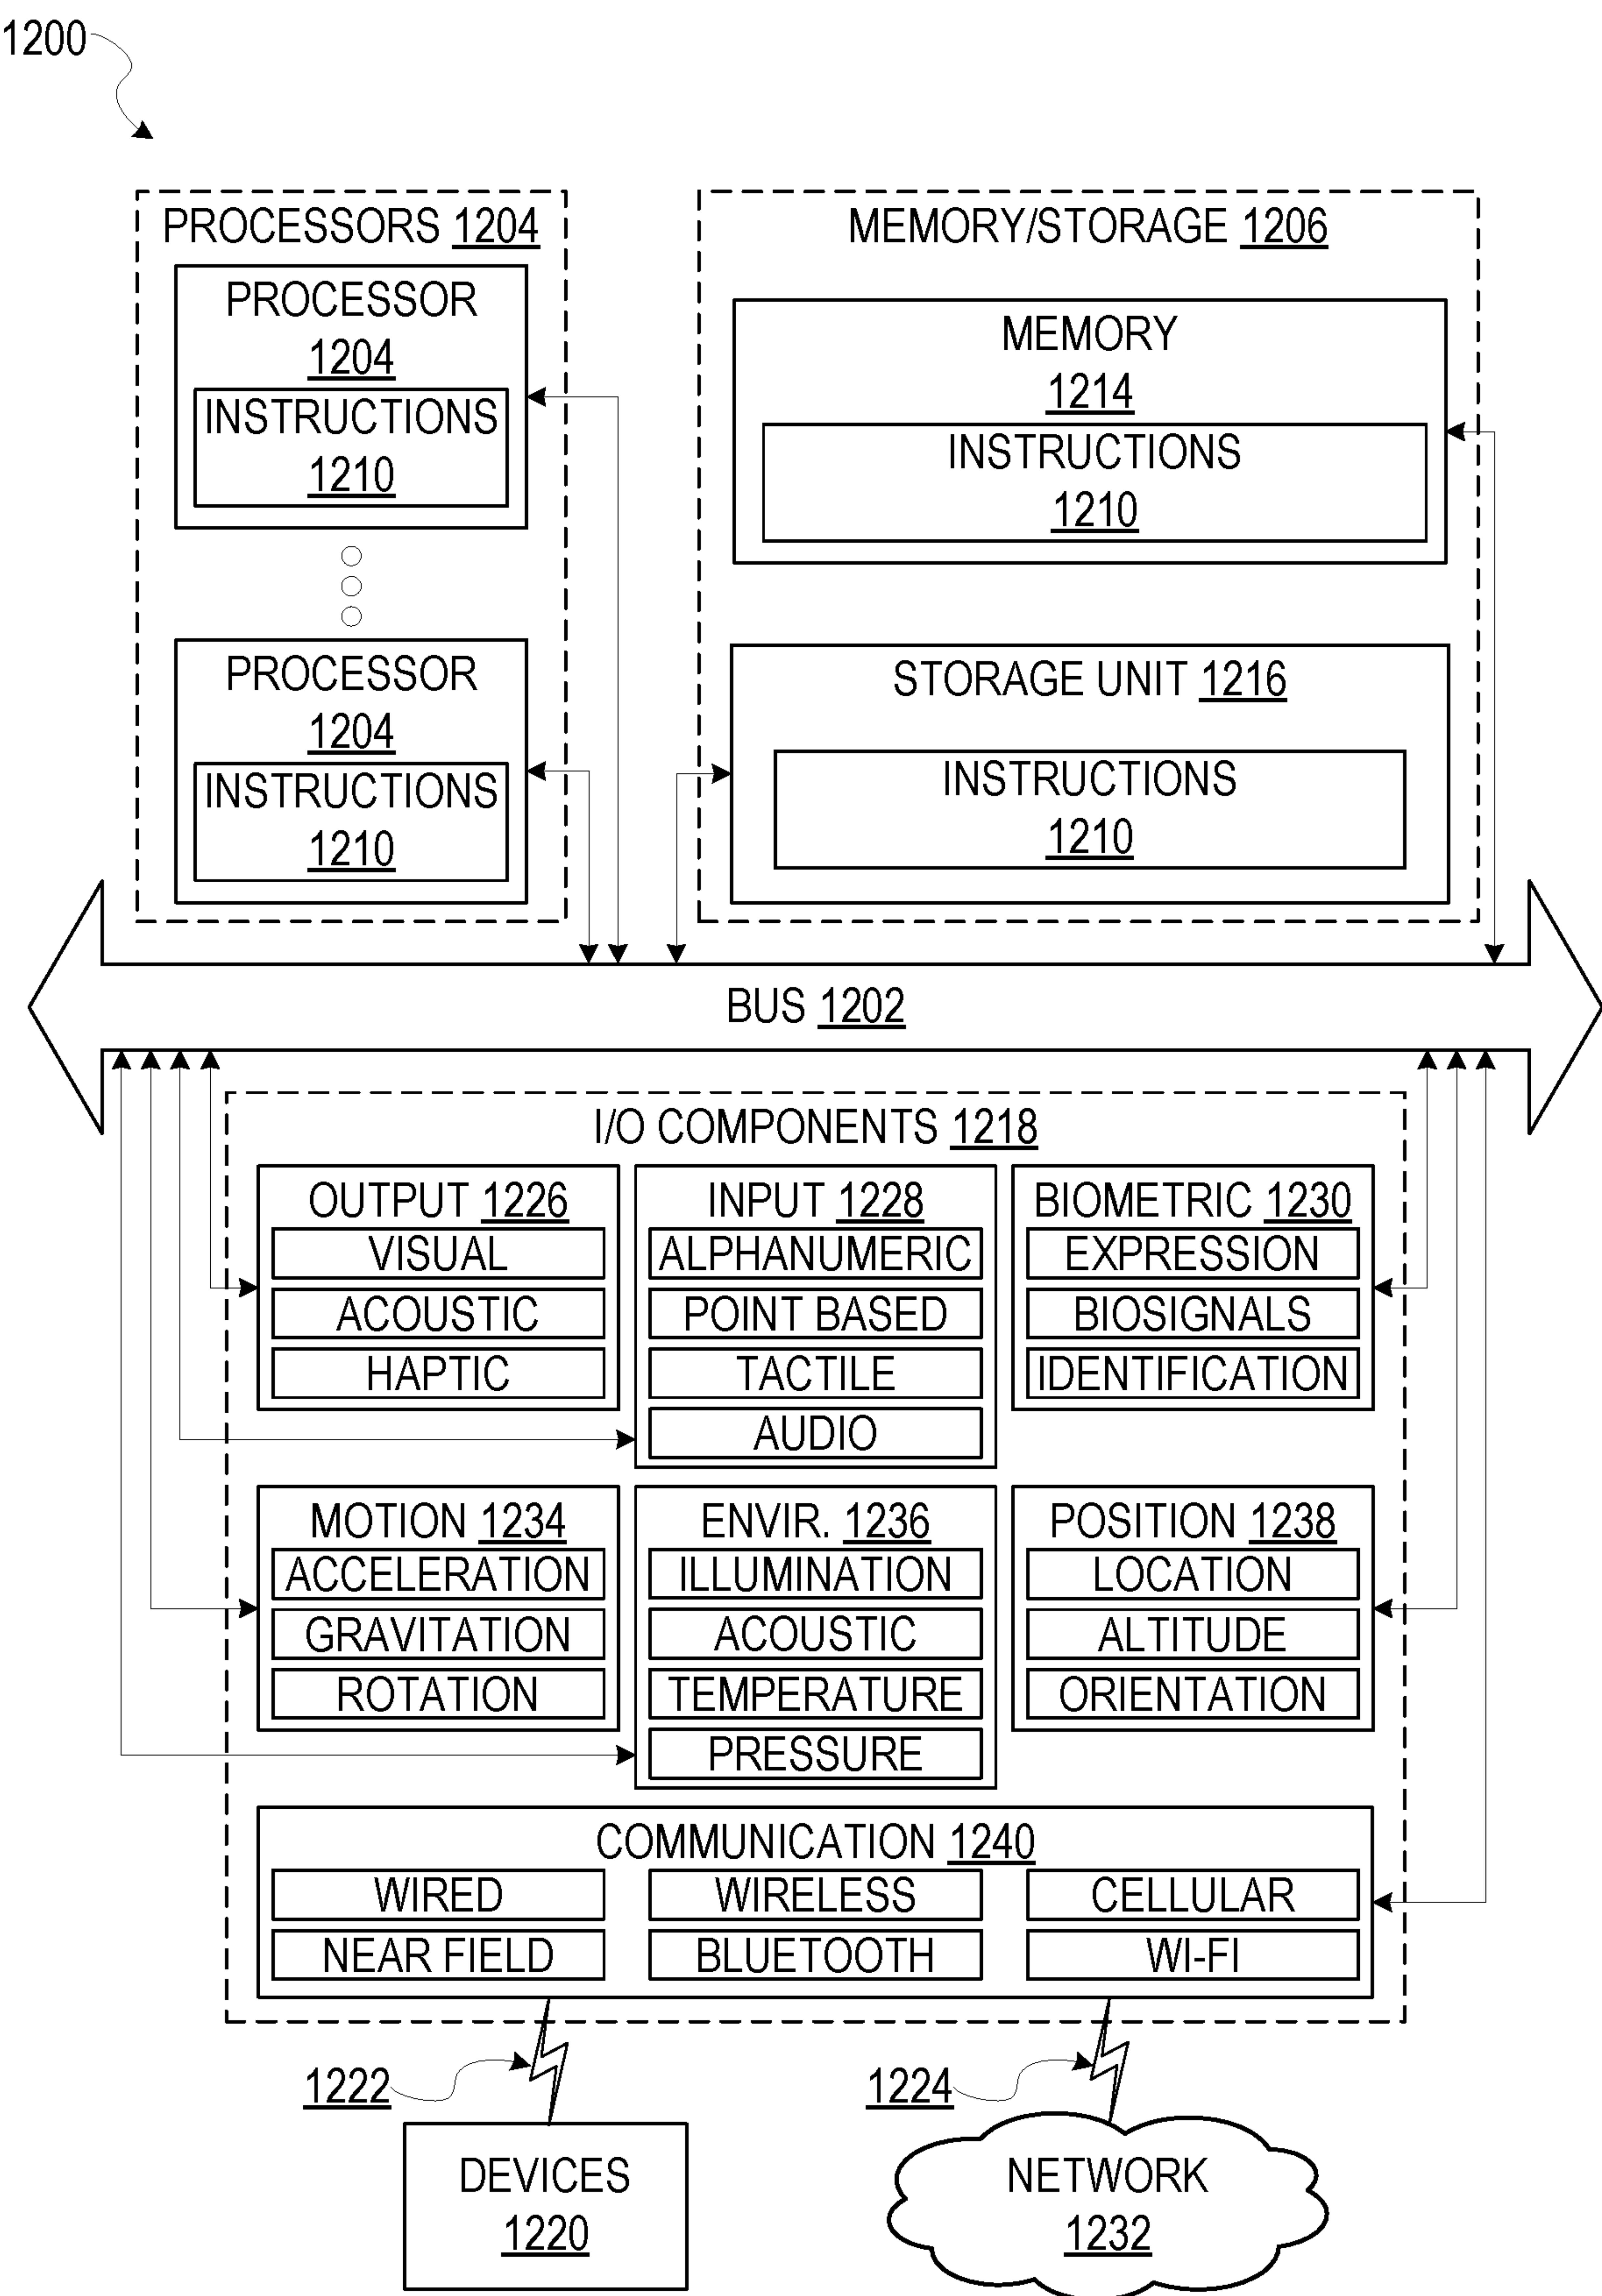 1200
PROCESSORS 1204
PROCESSOR
1204
INSTRUCTIONS
1210
PROCESSOR
1204
INSTRUCTIONS
1210
MEMORY/STORAGE 1206
MEMORY
1214
INSTRUCTIONS
1210
STORAGE UNIT 1216
INSTRUCTIONS
1210
BUS 1202
I/O COMPONENTS 1218
OUTPUT 1226
VISUAL
ACOUSTIC
HAPTIC
INPUT 1228
ALPHANUMERIC
POINT BASED
TACTILE
AUDIO
BIOMETRIC 1230
EXPRESSION
BIOSIGNALS
IDENTIFICATION
MOTION 1234
ACCELERATION
GRAVITATION
ROTATION
ENVIR. 1236
ILLUMINATION
ACOUSTIC
TEMPERATURE
PRESSURE
POSITION 1238
LOCATION
ALTITUDE
ORIENTATION
COMMUNICATION 1240
WIRED
WIRELESS
CELLULAR
NEAR FIELD
BLUETOOTH
WI-FI
1222
1224
DEVICES
1220
NETWORK
1232